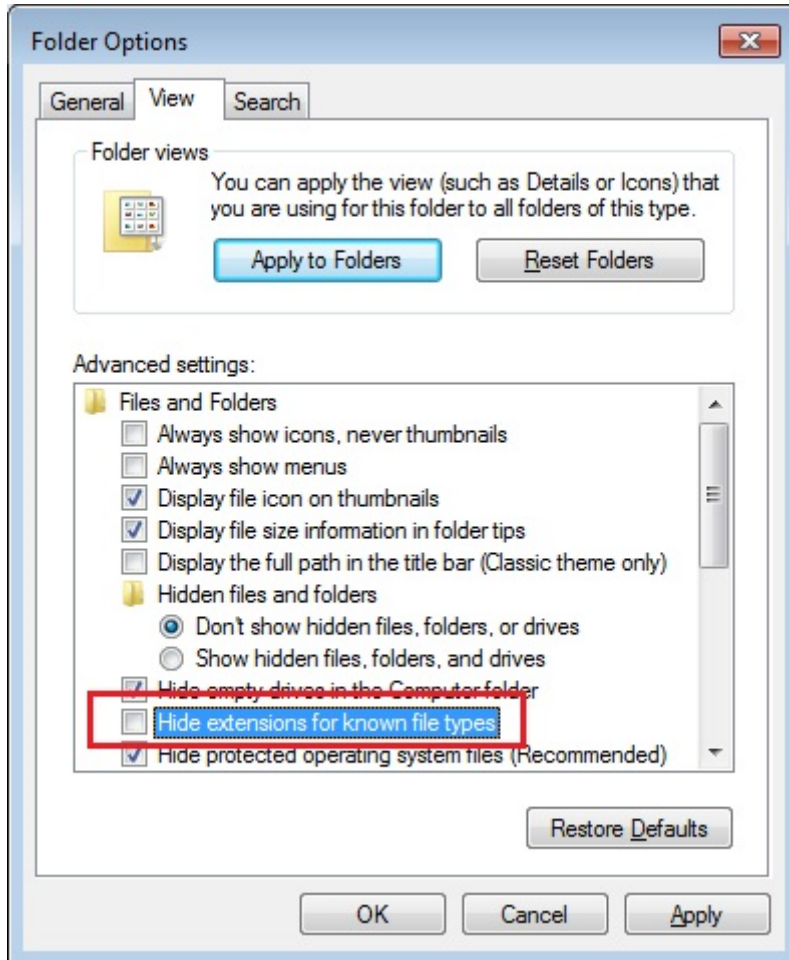 Folder Options
General View Search
Folder views
You can apply the view (such as Details or Icons) that
you are using for this folder to all folders of this type.
Apply to Folders Reset Folders
Advanced settings:
Files and Folders
Always show icons, never thumbnails
Always show menus
Display file icon on thumbnails
Display file size information in folder tips
Display the full path in the title bar (Classic theme only)
Hidden files and folders
Don't show hidden files, folders, or drives
Show hidden files, folders, and drives
Hide empty drives in the Computer folder
Hide extensions for known file types
Hide protected operating system files (Recommended)
Restore Defaults
OK Cancel Apply